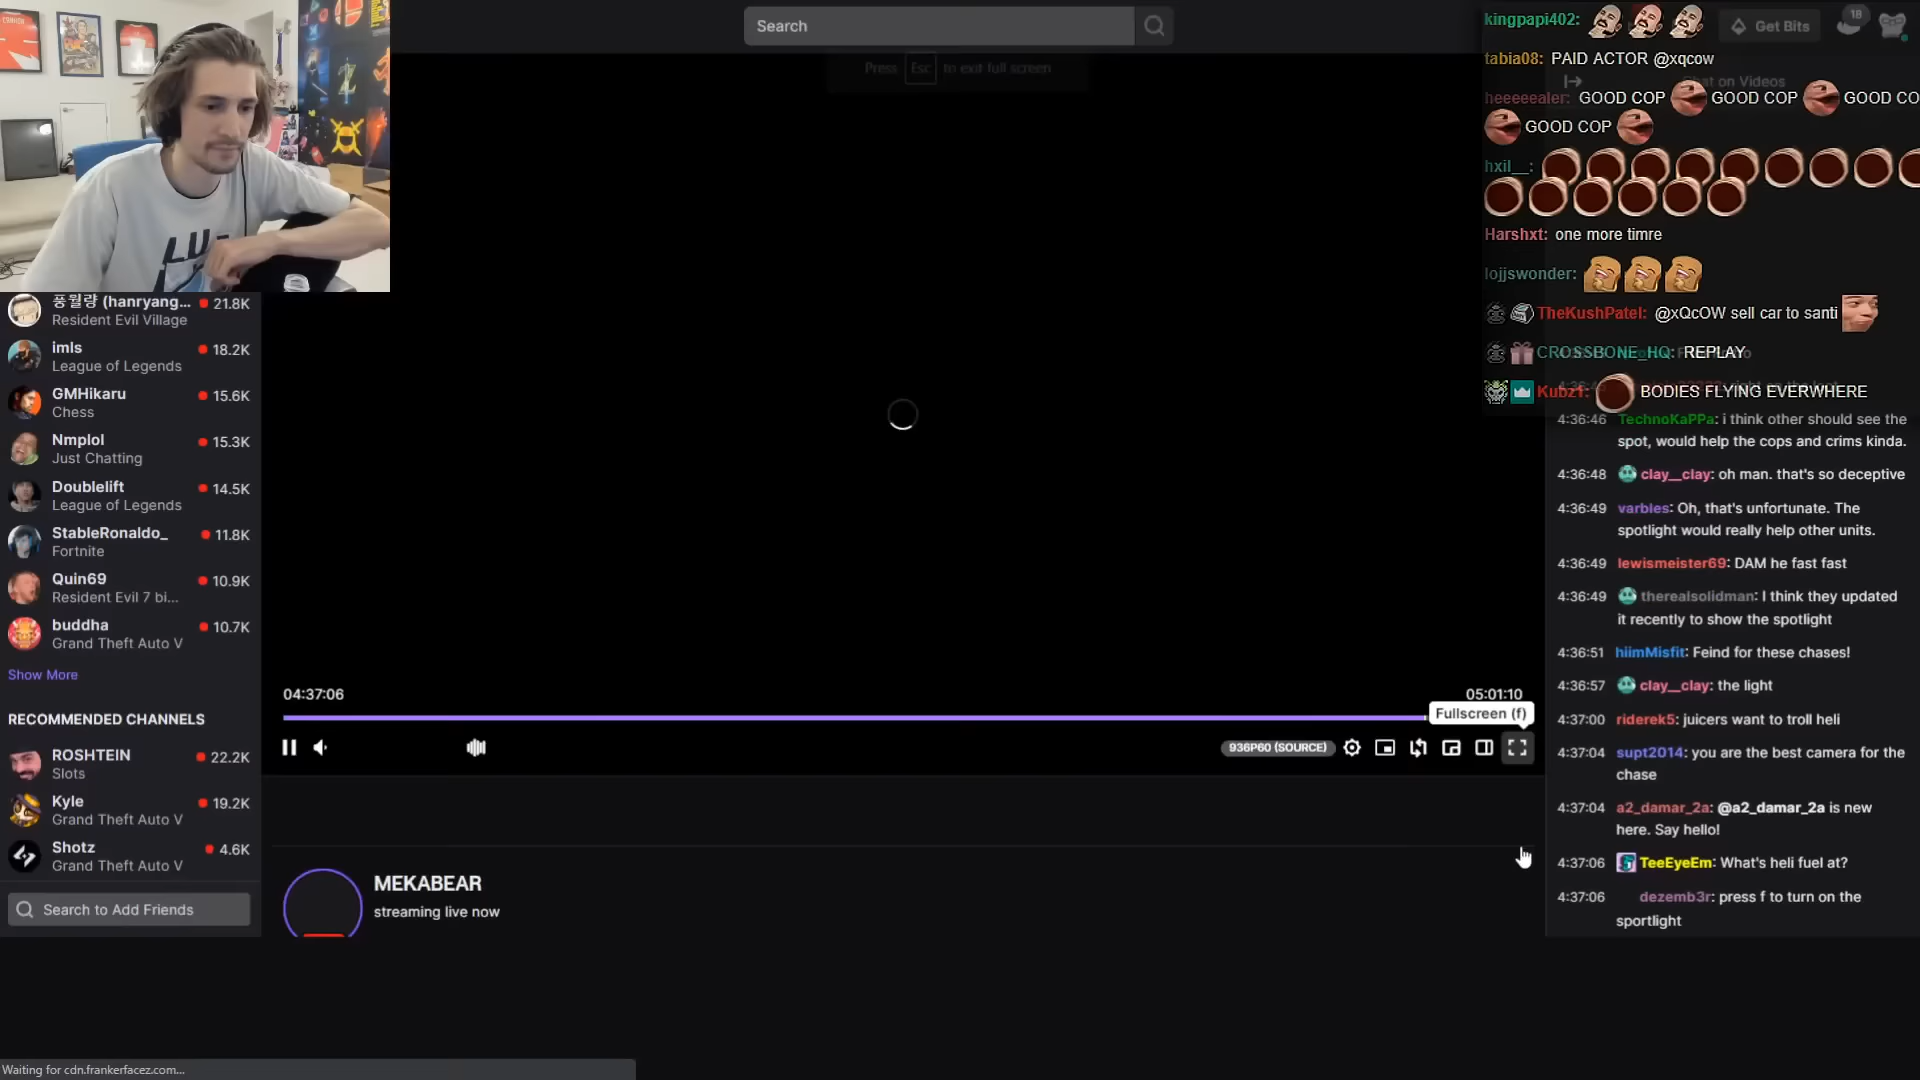 Search
Press Esc to exit full screen
kingpapi402:
Get Bits
18
tabia08: PAID ACTOR @xqcow
Chat on Videos
heeeeealer: GOOD COP GOOD COP GOOD CO
GOOD COP
hxil__:
Harshxt: one more timre
lojjswonder:
TheKushPatel: @xQcOW sell car to santi
CROSSBONE_HQ: REPLAY
Kubz1: BODIES FLYING EVERWHERE
풍월량 (hanryang... 21.8K
Resident Evil Village
imls 18.2K
League of Legends
GMHikaru 15.6K
Chess
Nmplol 15.3K
Just Chatting
Doublelift 14.5K
League of Legends
StableRonaldo_ 11.8K
Fortnite
Quin69 10.9K
Resident Evil 7 bi...
buddha 10.7K
Grand Theft Auto V
Show More
RECOMMENDED CHANNELS
ROSHTEIN 22.2K
Slots
Kyle 19.2K
Grand Theft Auto V
Shotz 4.6K
Grand Theft Auto V
Search to Add Friends
04:37:06
05:01:10
Fullscreen (f)
936P60 (SOURCE)
MEKABEAR
streaming live now
4:36:46 TechnoKaPPa: i think other should see the
spot, would help the cops and crims kinda.
4:36:48 clay__clay: oh man. that's so deceptive
4:36:49 varbies: Oh, that's unfortunate. The
spotlight would really help other units.
4:36:49 lewismeister69: DAM he fast fast
4:36:49 therealsolidman: I think they updated
it recently to show the spotlight
4:36:51 hiimMisfit: Feind for these chases!
4:36:57 clay__clay: the light
4:37:00 riderek5: juicers want to troll heli
4:37:04 supt2014: you are the best camera for the
chase
4:37:04 a2_damar_2a: @a2_damar_2a is new
here. Say hello!
4:37:06 TeeEyeEm: What's heli fuel at?
4:37:06 dezemb3r: press f to turn on the
sportlight
Waiting for cdn.frankerfacez.com...